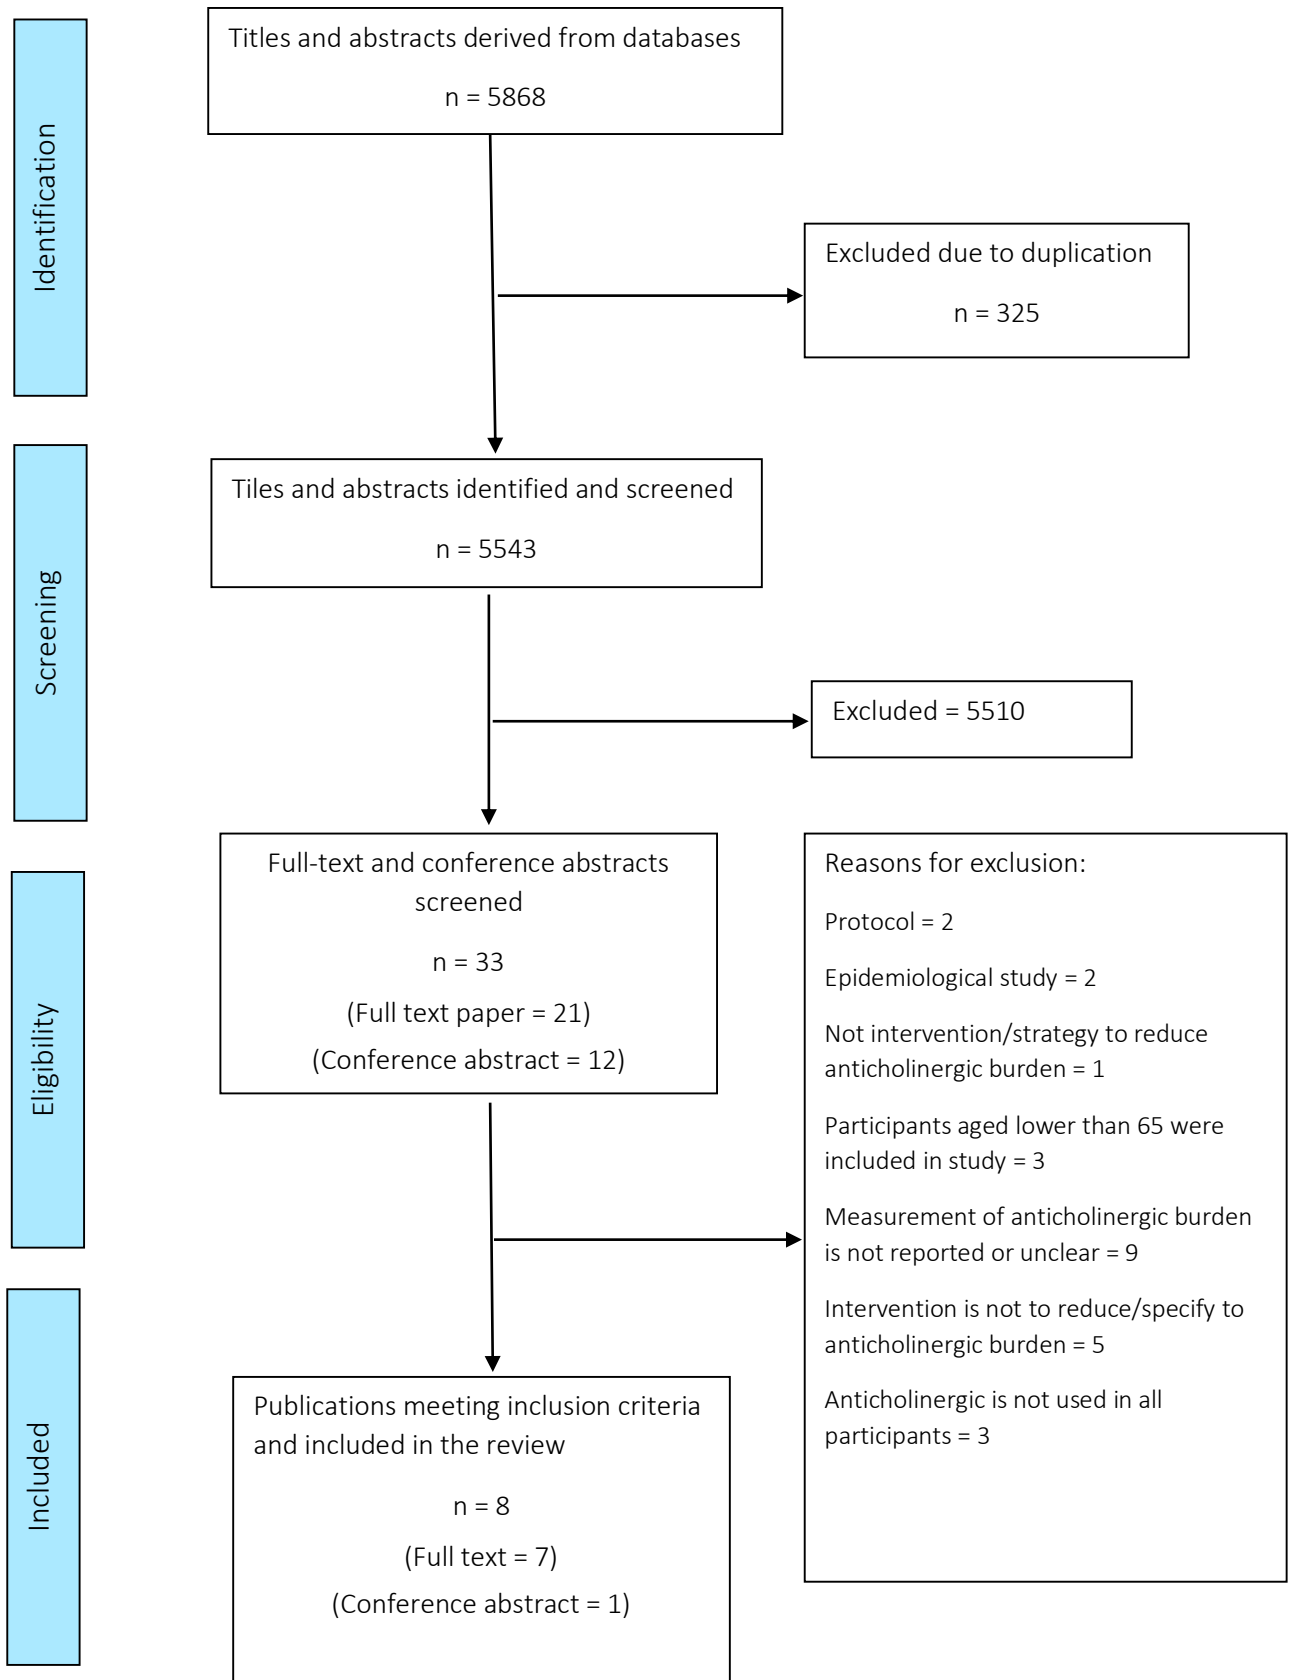 Identification
Titles and abstracts derived from databases
n = 5868
Excluded due to duplication
n = 325
Screening
Tiles and abstracts identified and screened
n = 5543
Excluded = 5510
Eligibility
Full-text and conference abstracts
screened
n = 33
(Full text paper = 21)
(Conference abstract = 12)
Reasons for exclusion:
Protocol = 2
Epidemiological study = 2
Not intervention/strategy to reduce
anticholinergic burden = 1
Participants aged lower than 65 were
included in study = 3
Measurement of anticholinergic burden
is not reported or unclear = 9
Intervention is not to reduce/specify to
anticholinergic burden = 5
Anticholinergic is not used in all
participants = 3
Included
Publications meeting inclusion criteria
and included in the review
n = 8
(Full text = 7)
(Conference abstract = 1)